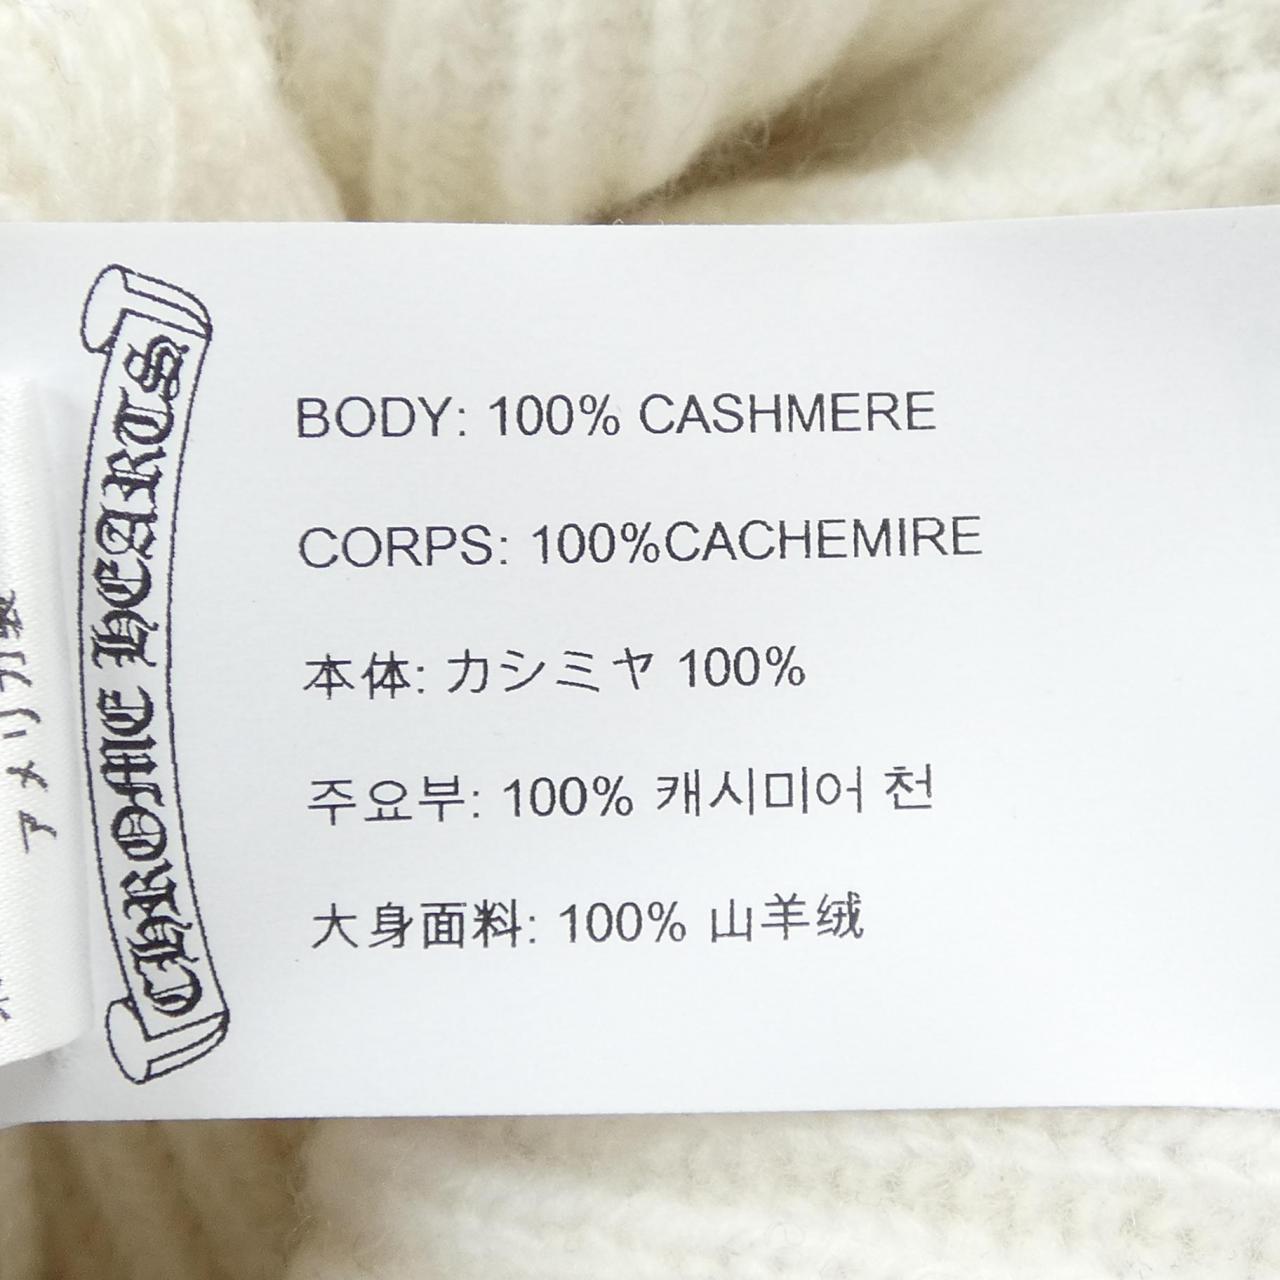 CHROME HEARTS
BODY: 100% CASHMERE
CORPS: 100%CACHEMIRE
本体: カシミヤ 100%
주요부: 100% 캐시미어 천
大身面料: 100% 山羊绒
アメリカ製